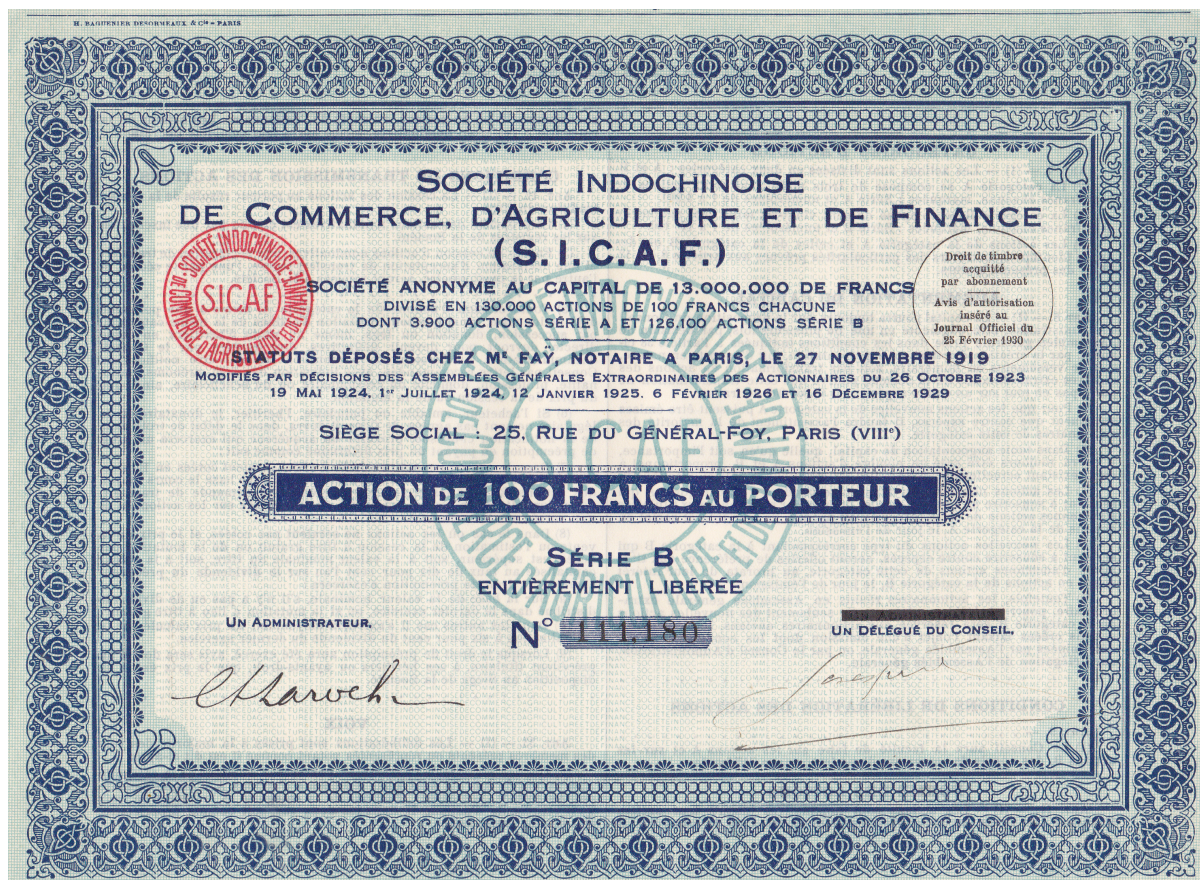 H. BAGUENIER DESORMEAUX & Cie - PARIS
SOCIÉTÉ INDOCHINOISE
DE COMMERCE, D'AGRICULTURE ET DE FINANCE
(S.I.C.A.F.)
SOCIÉTÉ INDOCHINOISE
DE COMMERCE D'AGRICULTURE ET DE FINANCE
S.I.C.A.F
Droit de timbre
acquitté
par abonnement
Avis d'autorisation
inséré au
Journal Officiel du
25 Février 1930
SOCIÉTÉ ANONYME AU CAPITAL DE 13.000.000 DE FRANCS
DIVISÉ EN 130.000 ACTIONS DE 100 FRANCS CHACUNE
DONT 3.900 ACTIONS SÉRIE A ET 126.100 ACTIONS SÉRIE B
STATUTS DÉPOSÉS CHEZ Me FAŸ, NOTAIRE A PARIS, LE 27 NOVEMBRE 1919
MODIFIÉS PAR DÉCISIONS DES ASSEMBLÉES GÉNÉRALES EXTRAORDINAIRES DES ACTIONNAIRES DU 26 OCTOBRE 1923
19 MAI 1924, 1er JUILLET 1924, 12 JANVIER 1925. 6 FÉVRIER 1926 ET 16 DÉCEMBRE 1929
SIÈGE SOCIAL : 25, RUE DU GÉNÉRAL-FOY, PARIS (VIIIe)
ACTION DE 100 FRANCS AU PORTEUR
SÉRIE B
ENTIÈREMENT LIBÉRÉE
UN ADMINISTRATEUR.
N° 111.180
UN ADMINISTRATEUR.
UN DÉLÉGUÉ DU CONSEIL,